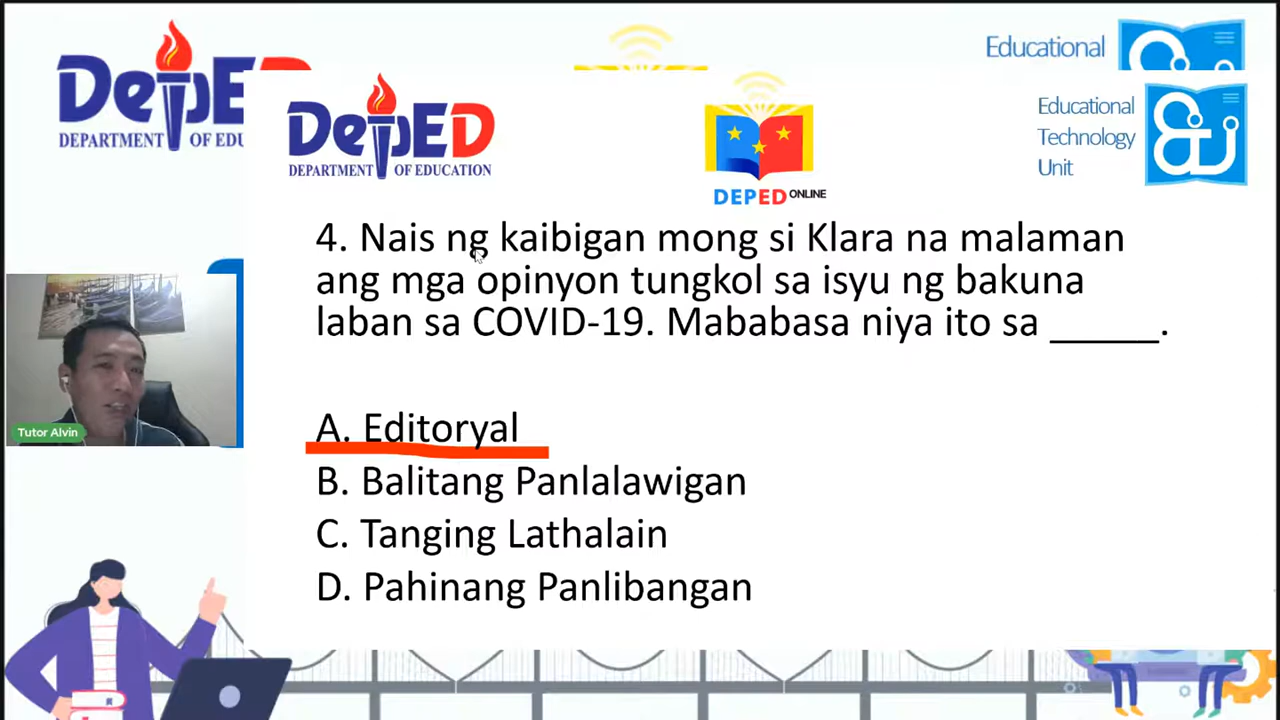 DepED
DEPARTMENT OF EDU
Educational
DepED
DEPARTMENT OF EDUCATION
DEPED ONLINE
Educational
Technology
Unit
4. Nais ng kaibigan mong si Klara na malaman
ang mga opinyon tungkol sa isyu ng bakuna
laban sa COVID-19. Mababasa niya ito sa _____.
Tutor Alvin
A. Editoryal
B. Balitang Panlalawigan
C. Tanging Lathalain
D. Pahinang Panlibangan